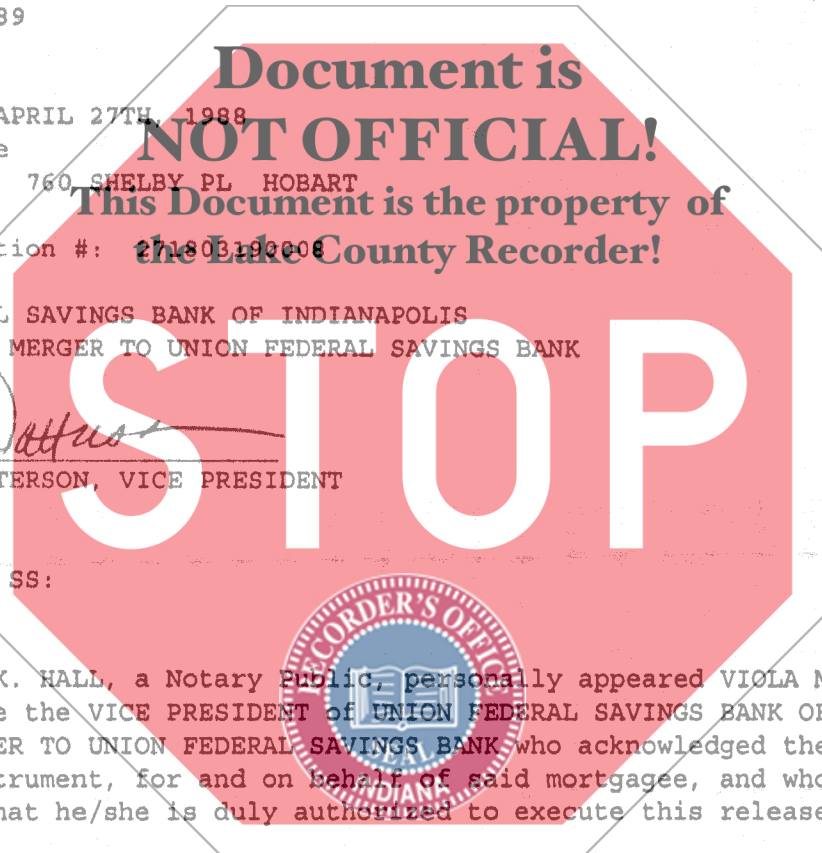 89
Document is
APRIL 27TH, 1988
NOT OFFICIAL!
e
760 SHELBY PL HOBART
This Document is the property of
tion #: 271803190008
the Lake County Recorder!
L SAVINGS BANK OF INDIANAPOLIS
MERGER TO UNION FEDERAL SAVINGS BANK
STOP
TERSON, VICE PRESIDENT
SS:
RECORDER'S OFFICE
K. HALL, a Notary Public, personally appeared VIOLA M
e the VICE PRESIDENT of UNION FEDERAL SAVINGS BANK OF
ER TO UNION FEDERAL SAVINGS BANK who acknowledged the
SEAL
trument, for and on behalf of said mortgagee, and who
INDIANA
hat he/she is duly authorized to execute this release